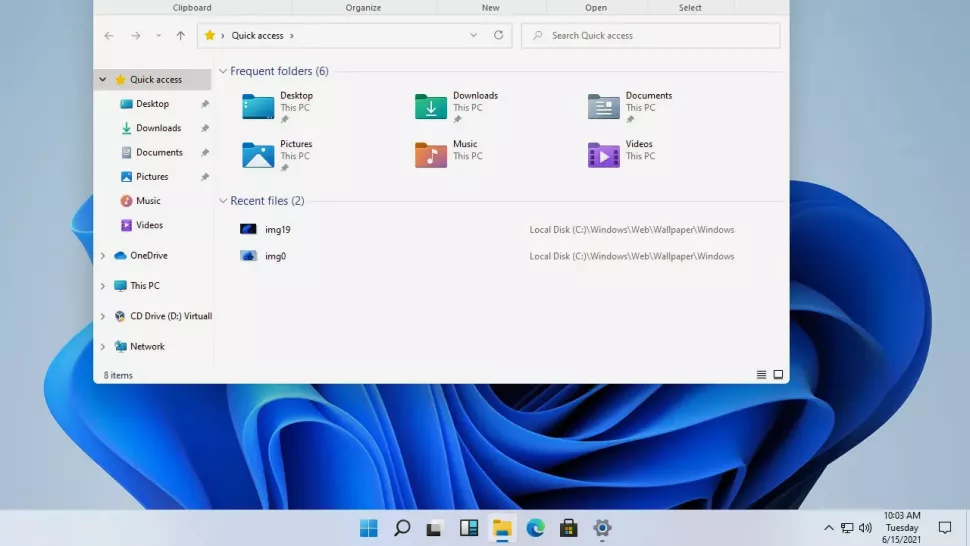 Clipboard Organize New Open Select
Quick access
Search Quick access
Quick access
Desktop
Downloads
Documents
Pictures
Music
Videos
OneDrive
This PC
CD Drive (D:) Virtuall
Network
Frequent folders (6)
Desktop
This PC
Downloads
This PC
Documents
This PC
Pictures
This PC
Music
This PC
Videos
This PC
Recent files (2)
img19 Local Disk (C:)\Windows\Web\Wallpaper\Windows
img0 Local Disk (C:)\Windows\Web\Wallpaper\Windows
8 items
10:03 AM
Tuesday
6/15/2021